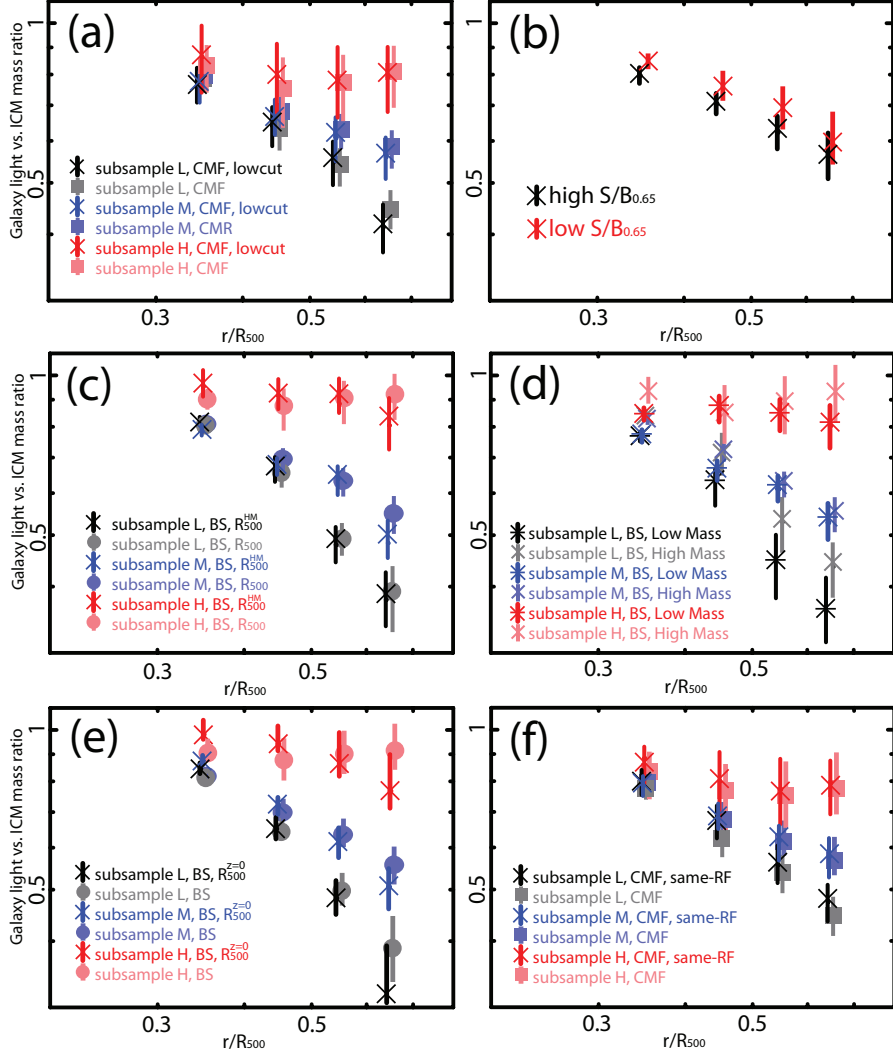 (a)
Galaxy light vs. ICM mass ratio
1
0.5
subsample L, CMF, lowcut
subsample L, CMF
subsample M, CMF, lowcut
subsample M, CMR
subsample H, CMF, lowcut
subsample H, CMF
0.3
0.5
r/R500
(b)
1
0.5
high S/B0.65
low S/B0.65
0.3
0.5
r/R500
(c)
Galaxy light vs. ICM mass ratio
1
0.5
subsample L, BS, R500HM
subsample L, BS, R500
subsample M, BS, R500HM
subsample M, BS, R500
subsample H, BS, R500HM
subsample H, BS, R500
0.3
0.5
r/R500
(d)
1
0.5
subsample L, BS, Low Mass
subsample L, BS, High Mass
subsample M, BS, Low Mass
subsample M, BS, High Mass
subsample H, BS, Low Mass
subsample H, BS, High Mass
0.3
0.5
r/R500
(e)
Galaxy light vs. ICM mass ratio
1
0.5
subsample L, BS, R500z=0
subsample L, BS
subsample M, BS, R500z=0
subsample M, BS
subsample H, BS, R500z=0
subsample H, BS
0.3
0.5
r/R500
(f)
1
0.5
subsample L, CMF, same-RF
subsample L, CMF
subsample M, CMF, same-RF
subsample M, CMF
subsample H, CMF, same-RF
subsample H, CMF
0.3
0.5
r/R500